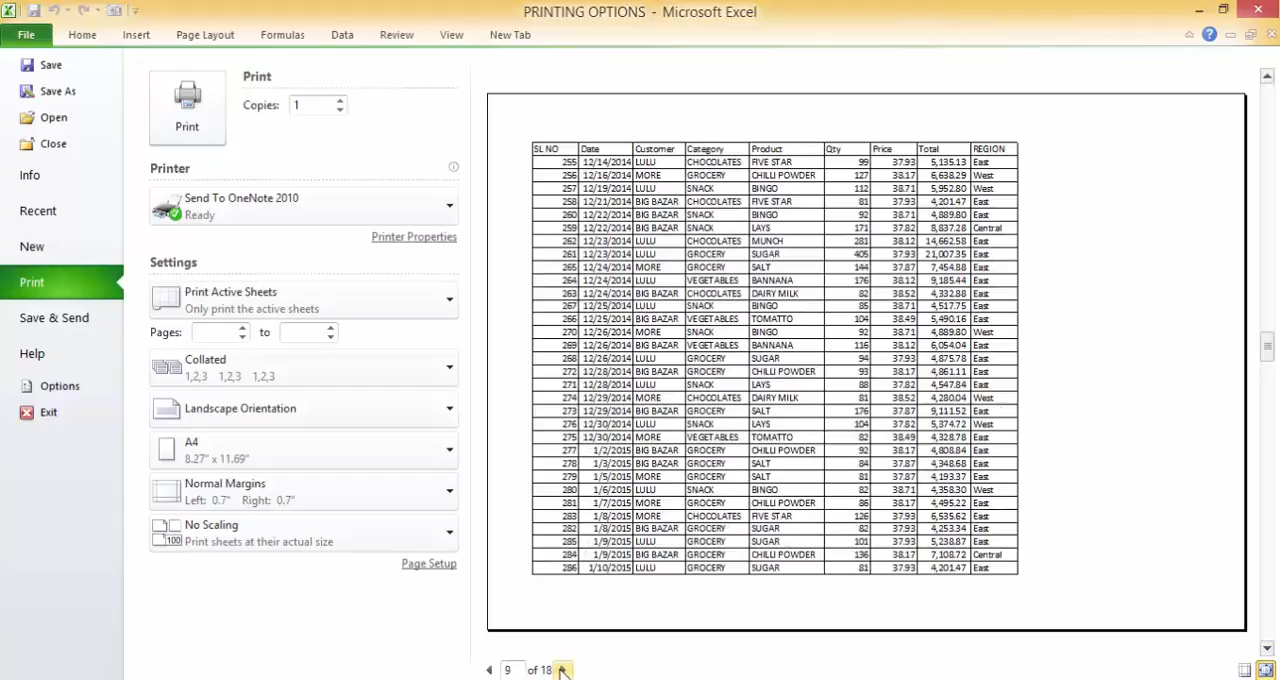 PRINTING OPTIONS - Microsoft Excel
File Home Insert Page Layout Formulas Data Review View New Tab
Save
Save As
Open
Close
Info
Recent
New
Print
Save & Send
Help
Options
Exit
Print
Print
Copies: 1
Printer
Send To OneNote 2010
Ready
Printer Properties
Settings
Print Active Sheets
Only print the active sheets
Pages: to
Collated
1,2,3 1,2,3 1,2,3
Landscape Orientation
A4
8.27" x 11.69"
Normal Margins
Left: 0.7" Right: 0.7"
No Scaling
100 Print sheets at their actual size
Page Setup
SL NO Date Customer Category Product Qty Price Total REGION
255 12/14/2014 LULU CHOCOLATES FIVE STAR 99 37.93 5,135.13 East
256 12/16/2014 MORE GROCERY CHILLI POWDER 127 38.17 6,638.29 West
257 12/19/2014 LULU SNACK BINGO 112 38.71 5,952.80 West
258 12/21/2014 BIG BAZAR CHOCOLATES FIVE STAR 81 37.93 4,201.47 East
260 12/22/2014 BIG BAZAR SNACK BINGO 92 38.71 4,889.80 East
259 12/22/2014 BIG BAZAR SNACK LAYS 171 37.82 8,837.28 Central
262 12/23/2014 LULU CHOCOLATES MUNCH 281 38.12 14,662.58 East
261 12/23/2014 LULU GROCERY SUGAR 405 37.93 21,007.35 East
265 12/24/2014 MORE GROCERY SALT 144 37.87 7,454.88 East
264 12/24/2014 LULU VEGETABLES BANNANA 176 38.12 9,185.44 East
263 12/24/2014 BIG BAZAR CHOCOLATES DAIRY MILK 82 38.52 4,332.88 East
267 12/25/2014 LULU SNACK BINGO 85 38.71 4,517.75 East
266 12/25/2014 BIG BAZAR VEGETABLES TOMATTO 104 38.49 5,490.16 East
270 12/26/2014 MORE SNACK BINGO 92 38.71 4,889.80 West
269 12/26/2014 BIG BAZAR VEGETABLES BANNANA 116 38.12 6,054.04 East
268 12/26/2014 LULU GROCERY SUGAR 94 37.93 4,875.78 East
272 12/28/2014 BIG BAZAR GROCERY CHILLI POWDER 93 38.17 4,861.11 East
271 12/28/2014 LULU SNACK LAYS 88 37.82 4,547.84 East
274 12/29/2014 MORE CHOCOLATES DAIRY MILK 81 38.52 4,280.04 West
273 12/29/2014 BIG BAZAR GROCERY SALT 176 37.87 9,111.52 East
276 12/30/2014 LULU SNACK LAYS 104 37.82 5,374.72 West
275 12/30/2014 MORE VEGETABLES TOMATTO 82 38.49 4,328.78 East
277 1/2/2015 BIG BAZAR GROCERY CHILLI POWDER 92 38.17 4,808.84 East
278 1/3/2015 BIG BAZAR GROCERY SALT 84 37.87 4,348.68 East
279 1/5/2015 MORE GROCERY SALT 81 37.87 4,193.37 East
280 1/6/2015 LULU SNACK BINGO 82 38.71 4,358.30 West
281 1/7/2015 MORE GROCERY CHILLI POWDER 86 38.17 4,495.22 East
283 1/8/2015 MORE CHOCOLATES FIVE STAR 126 37.93 6,535.62 East
282 1/8/2015 BIG BAZAR GROCERY SUGAR 82 37.93 4,253.34 East
285 1/9/2015 LULU GROCERY SUGAR 101 37.93 5,238.87 East
284 1/9/2015 BIG BAZAR GROCERY CHILLI POWDER 136 38.17 7,108.72 Central
286 1/10/2015 LULU GROCERY SUGAR 81 37.93 4,201.47 East
9 of 18